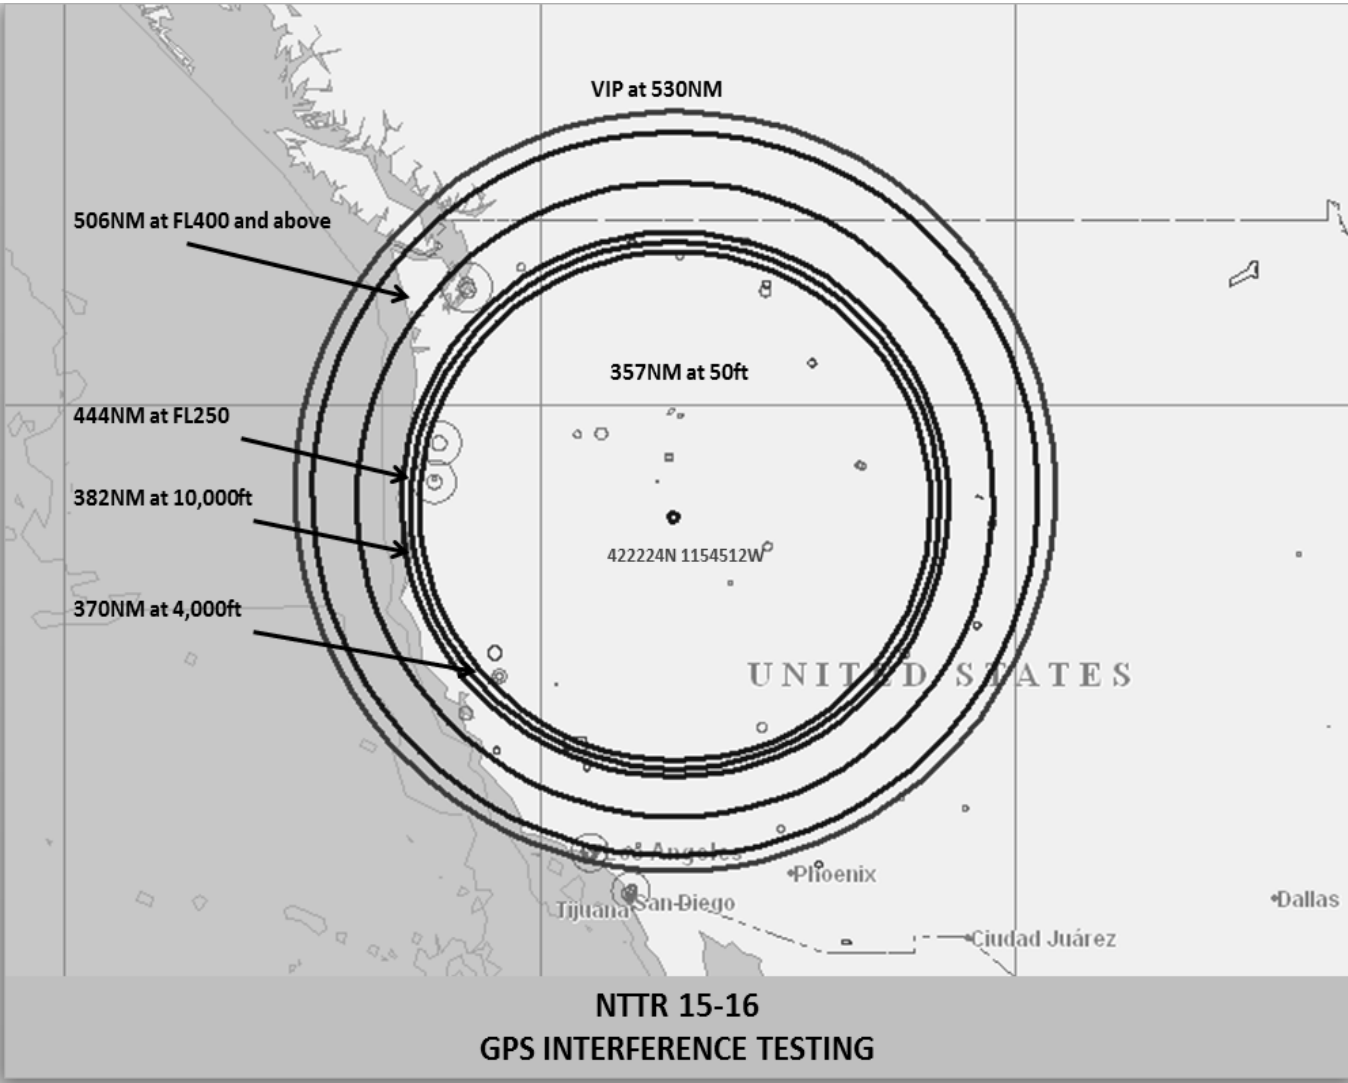 VIP at 530NM
506NM at FL400 and above
357NM at 50ft
444NM at FL250
382NM at 10,000ft
422224N 1154512W
370NM at 4,000ft
UNITED STATES
Los Angeles
Phoenix
San Diego
Tijuana
Dallas
Ciudad Juárez
NTTR 15-16
GPS INTERFERENCE TESTING